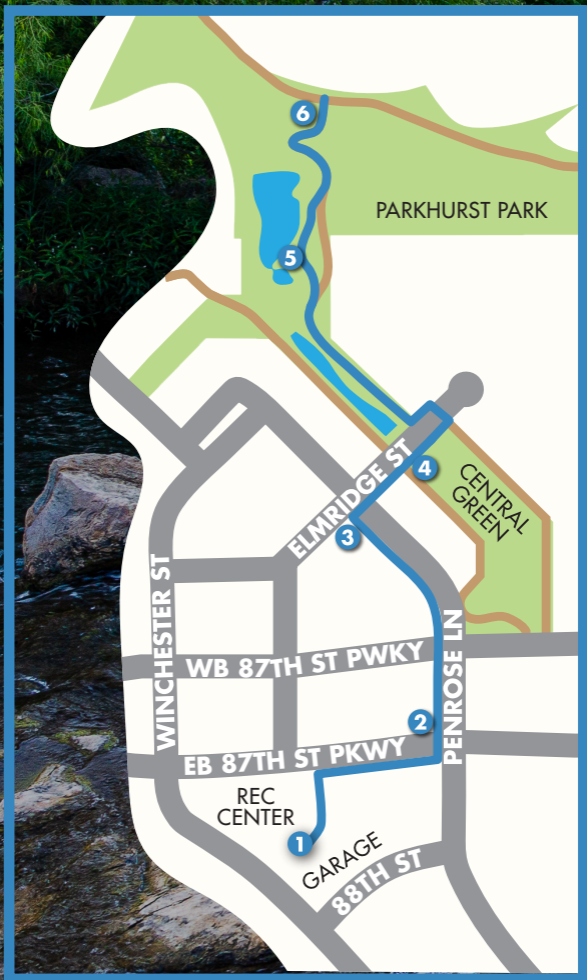 6
PARKHURST PARK
5
ELMRIDGE ST
4
CENTRAL
GREEN
3
WINCHESTER ST
WB 87TH ST PWKY
PENROSE LN
2
EB 87TH ST PKWY
REC
CENTER
1
GARAGE
88TH ST